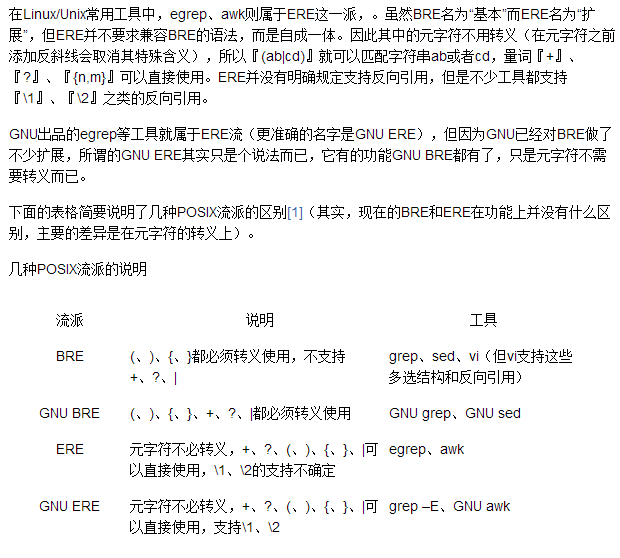 在Linux/Unix常用工具中，egrep、awk则属于ERE这一派，。虽然BRE名为“基本”而ERE名为“扩
展”，但ERE并不要求兼容BRE的语法，而是自成一体。因此其中的元字符不用转义（在元字符之前
添加反斜线会取消其特殊含义），所以『(ab|cd)』就可以匹配字符串ab或者cd，量词『+』、
『?』、『{n,m}』可以直接使用。ERE并没有明确规定支持反向引用，但是不少工具都支持
『\1』、『\2』之类的反向引用。
GNU出品的egrep等工具就属于ERE流（更准确的名字是GNU ERE），但因为GNU已经对BRE做了
不少扩展，所谓的GNU ERE其实只是个说法而已，它有的功能GNU BRE都有了，只是元字符不需
要转义而已。
下面的表格简要说明了几种POSIX流派的区别[1]（其实，现在的BRE和ERE在功能上并没有什么区
别，主要的差异是在元字符的转义上）。
几种POSIX流派的说明
流派 说明 工具
BRE (、)、{、}都必须转义使用，不支持 grep、sed、vi（但vi支持这些
+、?、| 多选结构和反向引用）
GNU BRE (、)、{、}、+、?、|都必须转义使用 GNU grep、GNU sed
ERE 元字符不必转义，+、?、(、)、{、}、|可 egrep、awk
以直接使用，\1、\2的支持不确定
GNU ERE 元字符不必转义，+、?、(、)、{、}、|可 grep –E、GNU awk
以直接使用，支持\1、\2